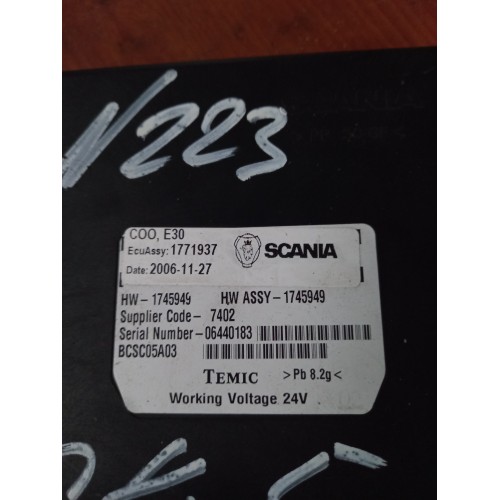 N223
COO, E30
EcuAssy: 1771937
Date: 2006-11-27
SCANIA
HW- 1745949 H.W ASSY-1745949
Supplier Code- 7402
Serial Number-06440183
BCSC05A03
TEMIC >Pb 8.2g<
Working Voltage 24V